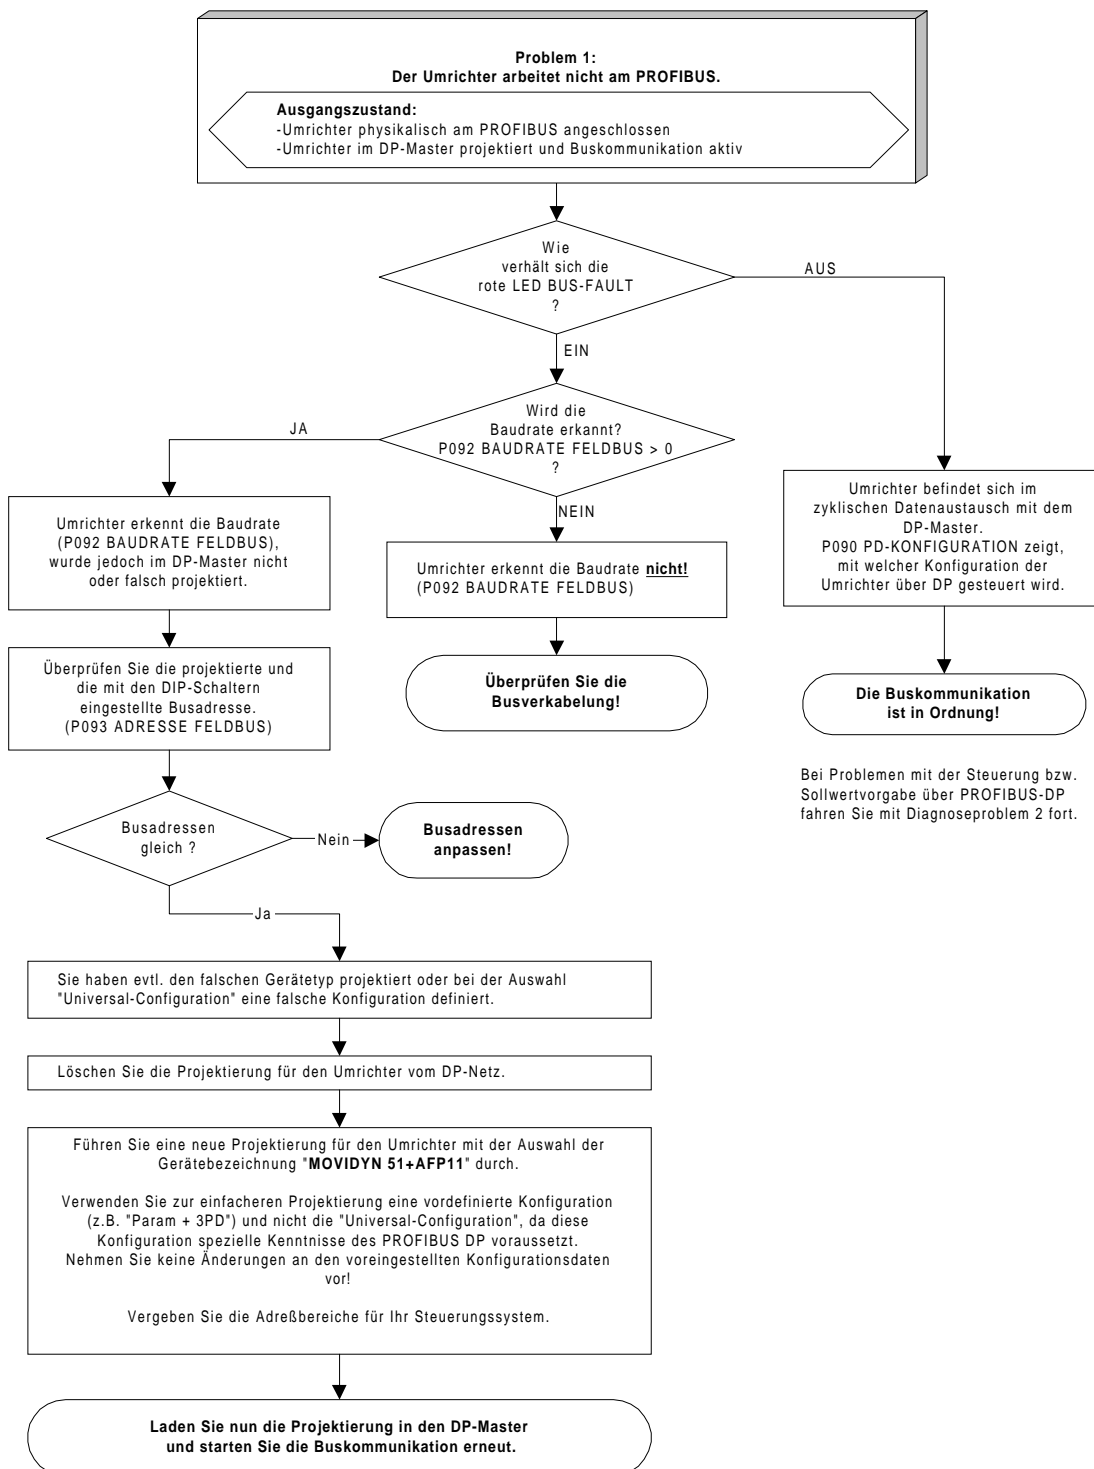 Problem 1:
Der Umrichter arbeitet nicht am PROFIBUS.
Ausgangszustand:
-Umrichter physikalisch am PROFIBUS angeschlossen
-Umrichter im DP-Master projektiert und Buskommunikation aktiv
Wie
verhält sich die
rote LED BUS-FAULT
?
AUS
EIN
Wird die
Baudrate erkannt?
P092 BAUDRATE FELDBUS > 0
?
JA
NEIN
Umrichter befindet sich im
zyklischen Datenaustausch mit dem
DP-Master.
P090 PD-KONFIGURATION zeigt,
mit welcher Konfiguration der
Umrichter über DP gesteuert wird.
Umrichter erkennt die Baudrate
(P092 BAUDRATE FELDBUS),
wurde jedoch im DP-Master nicht
oder falsch projektiert.
Umrichter erkennt die Baudrate nicht!
(P092 BAUDRATE FELDBUS)
Überprüfen Sie die projektierte und
die mit den DIP-Schaltern
eingestellte Busadresse.
(P093 ADRESSE FELDBUS)
Überprüfen Sie die
Busverkabelung!
Die Buskommunikation
ist in Ordnung!
Bei Problemen mit der Steuerung bzw.
Sollwertvorgabe über PROFIBUS-DP
fahren Sie mit Diagnoseproblem 2 fort.
Busadressen
gleich ?
Nein
Busadressen
anpassen!
Ja
Sie haben evtl. den falschen Gerätetyp projektiert oder bei der Auswahl
"Universal-Configuration" eine falsche Konfiguration definiert.
Löschen Sie die Projektierung für den Umrichter vom DP-Netz.
Führen Sie eine neue Projektierung für den Umrichter mit der Auswahl der
Gerätebezeichnung "MOVIDYN 51+AFP11" durch.
Verwenden Sie zur einfacheren Projektierung eine vordefinierte Konfiguration
(z.B. "Param + 3PD") und nicht die "Universal-Configuration", da diese
Konfiguration spezielle Kenntnisse des PROFIBUS DP voraussetzt.
Nehmen Sie keine Änderungen an den voreingestellten Konfigurationsdaten
vor!
Vergeben Sie die Adreßbereiche für Ihr Steuerungssystem.
Laden Sie nun die Projektierung in den DP-Master
und starten Sie die Buskommunikation erneut.